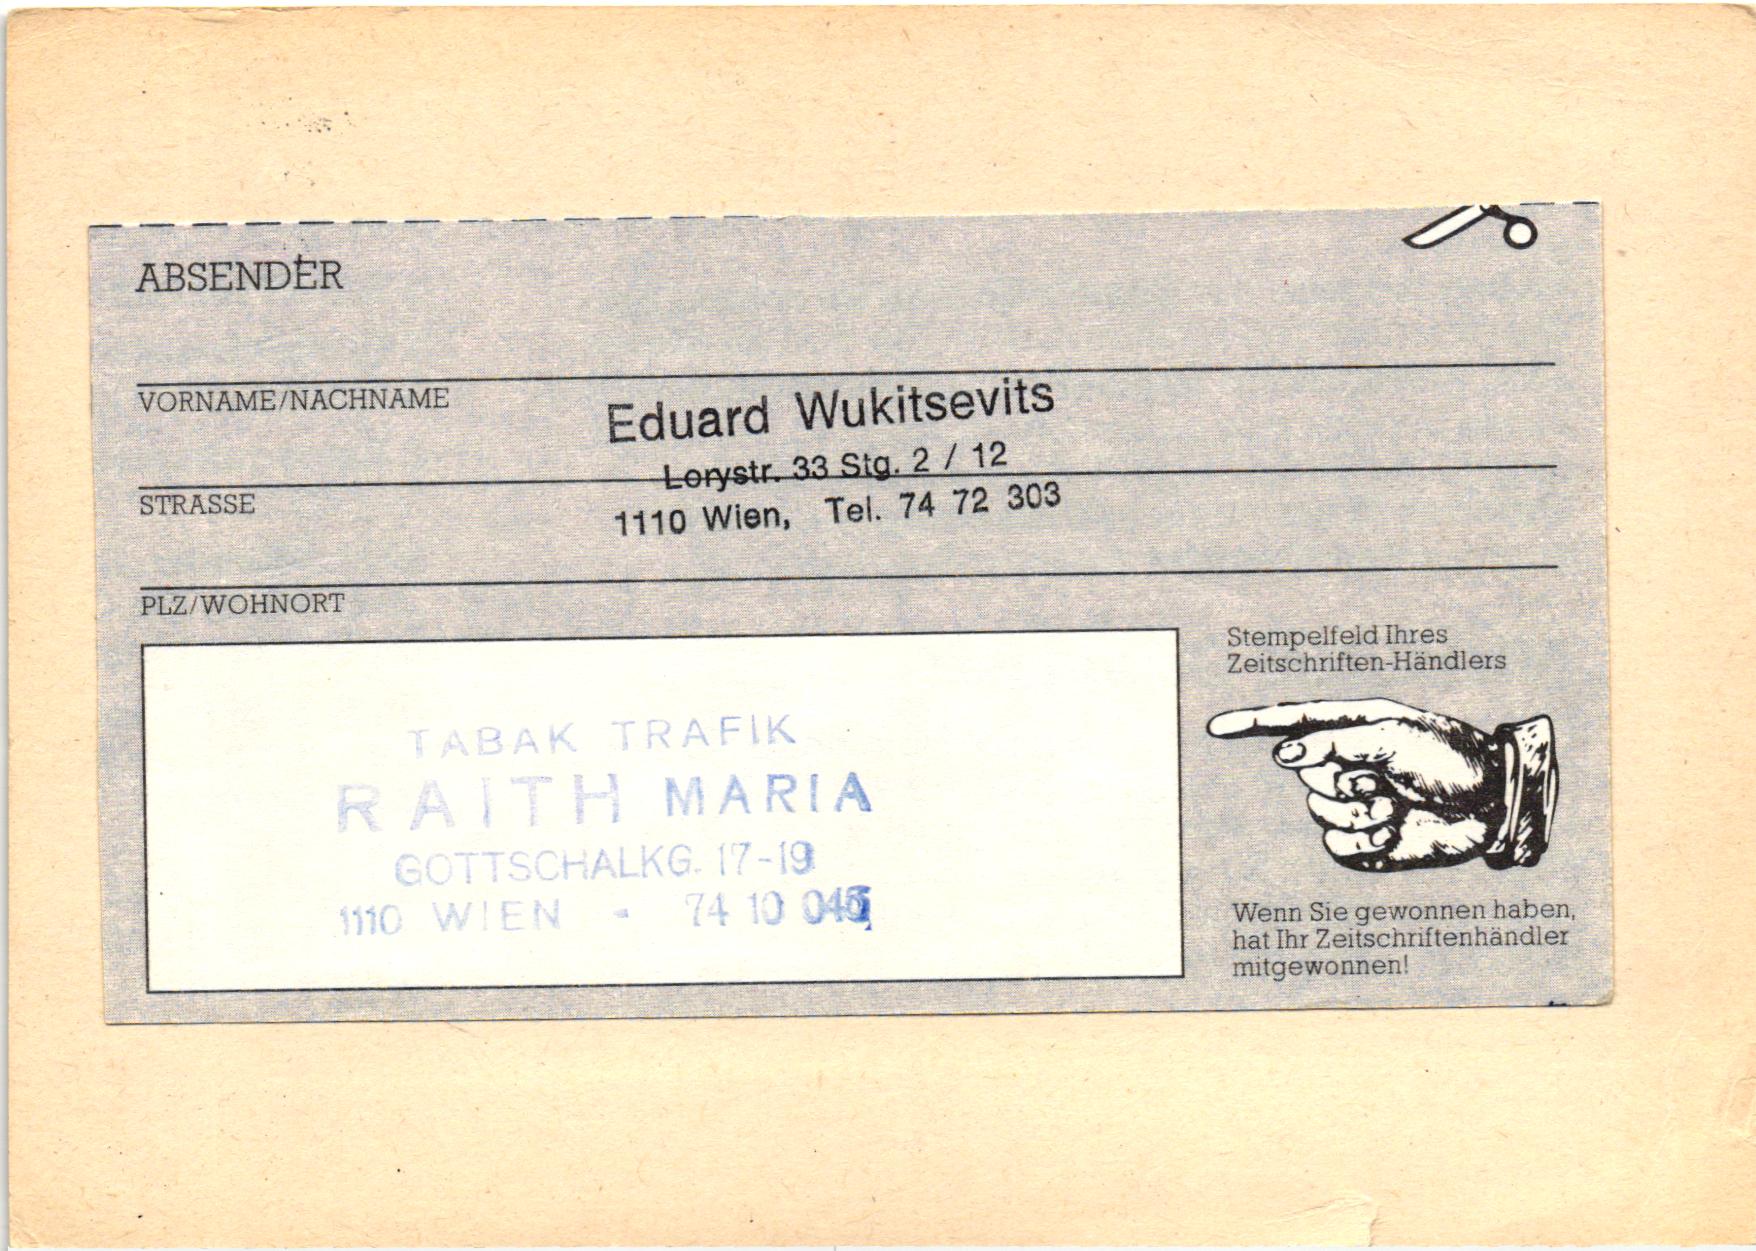 ABSENDER
VORNAME/NACHNAME
Eduard Wukitsevits
Lorystr. 33 Stg. 2 / 12
STRASSE
1110 Wien, Tel. 74 72 303
PLZ/WOHNORT
Stempelfeld Ihres
Zeitschriften-Händlers
TABAK TRAFIK
RAITH MARIA
GOTTSCHALKG. 17-19
1110 WIEN - 74 10
Wenn Sie gewonnen haben,
hat Ihr Zeitschriftenhändler
mitgewonnen!